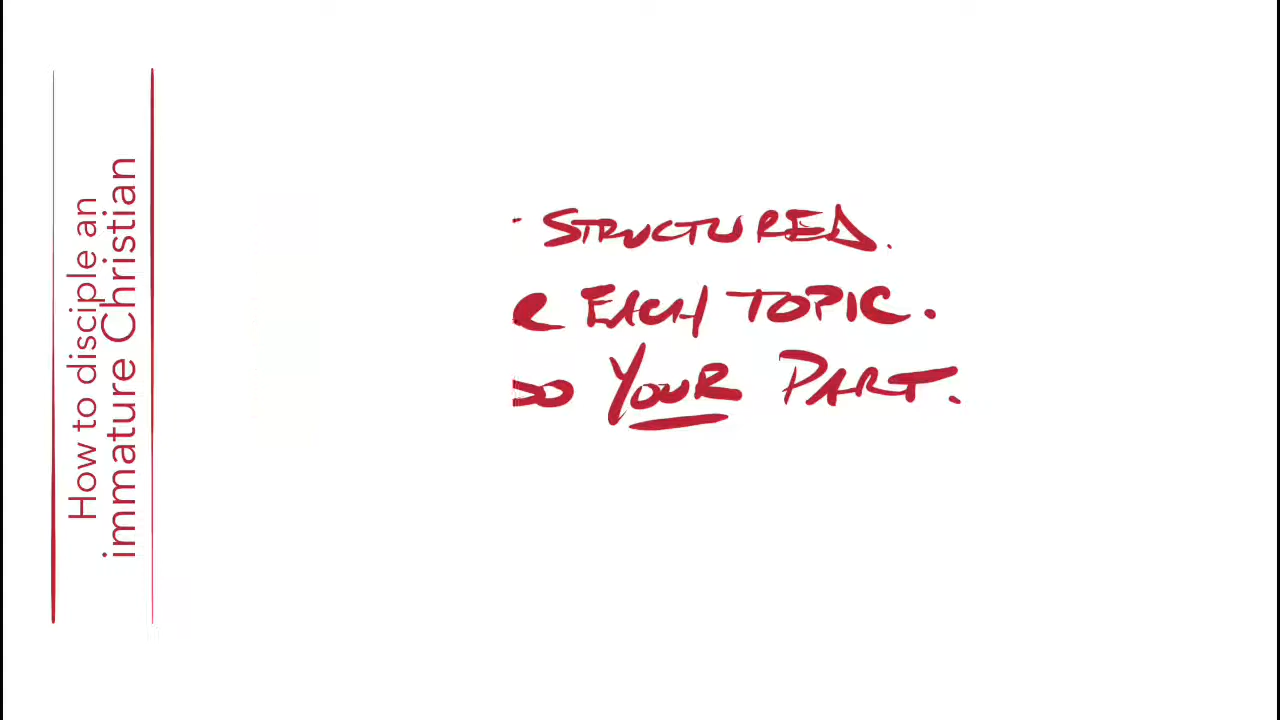 How to disciple an
immature Christian
STRUCTURED.
EACH TOPIC.
YOUR PART.